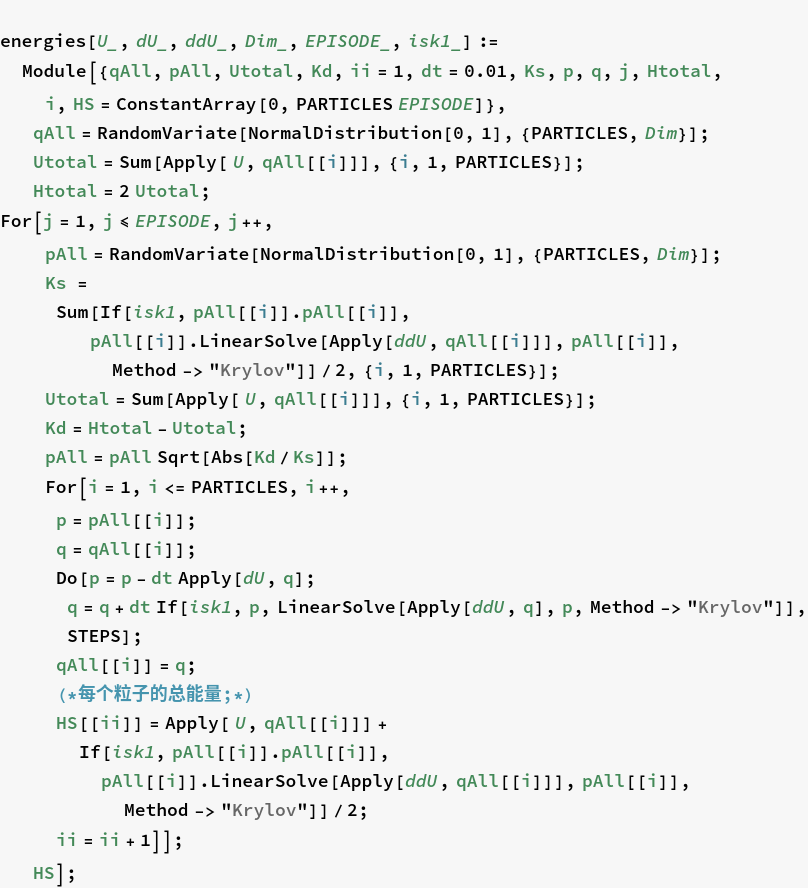 energies[U_, dU_, ddU_, Dim_, EPISODE_, isk1_] :=
Module[{qAll, pAll, Utotal, Kd, ii = 1, dt = 0.01, Ks, p, q, j, Htotal,
i, HS = ConstantArray[0, PARTICLES EPISODE]},
qAll = RandomVariate[NormalDistribution[0, 1], {PARTICLES, Dim}];
Utotal = Sum[Apply[ U, qAll[[i]]], {i, 1, PARTICLES}];
Htotal = 2 Utotal;
For[j = 1, j ≤ EPISODE, j++,
pAll = RandomVariate[NormalDistribution[0, 1], {PARTICLES, Dim}];
Ks =
Sum[If[isk1, pAll[[i]].pAll[[i]],
pAll[[i]].LinearSolve[Apply[ddU, qAll[[i]]], pAll[[i]],
Method -> "Krylov"]] / 2, {i, 1, PARTICLES}];
Utotal = Sum[Apply[ U, qAll[[i]]], {i, 1, PARTICLES}];
Kd = Htotal - Utotal;
pAll = pAll Sqrt[Abs[Kd / Ks]];
For[i = 1, i <= PARTICLES, i++,
p = pAll[[i]];
q = qAll[[i]];
Do[p = p - dt Apply[dU, q];
q = q + dt If[isk1, p, LinearSolve[Apply[ddU, q], p, Method -> "Krylov"]],
STEPS];
qAll[[i]] = q;
(*每个粒子的总能量;*)
HS[[ii]] = Apply[ U, qAll[[i]]] +
If[isk1, pAll[[i]].pAll[[i]],
pAll[[i]].LinearSolve[Apply[ddU, qAll[[i]]], pAll[[i]],
Method -> "Krylov"]] / 2;
ii = ii + 1]];
HS];